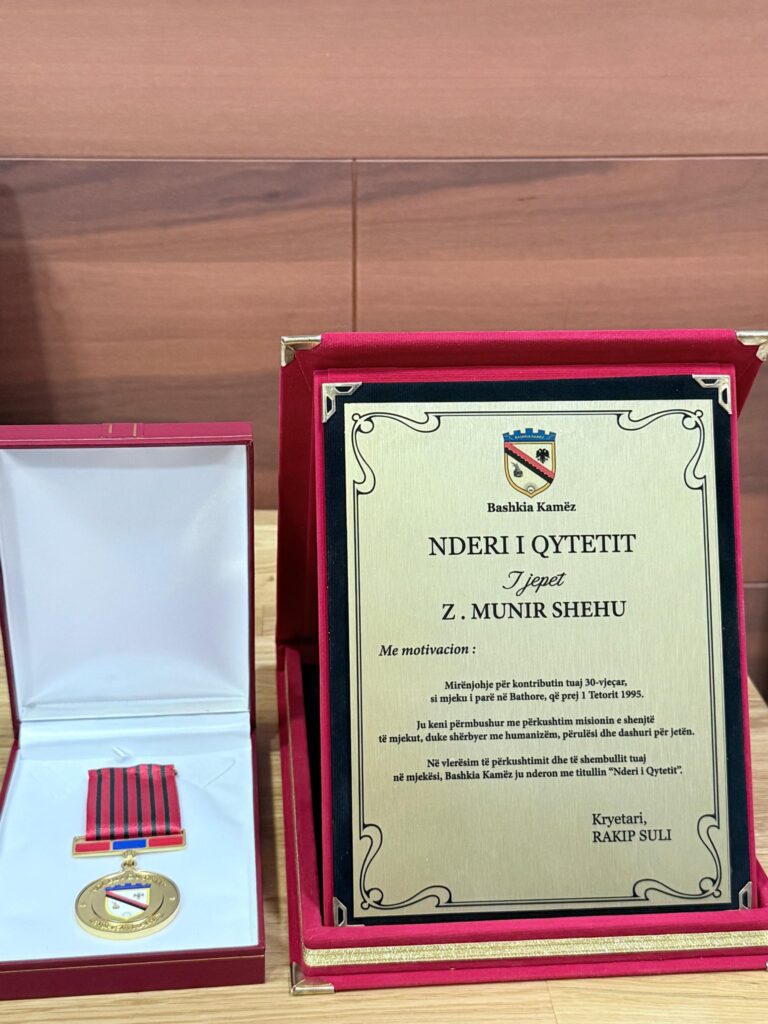 BASHKIA KAMËZ
Bashkia Kamëz
NDERI I QYTETIT
I jepet
Z . MUNIR SHEHU
Me motivacion :
Mirënjohje për kontributin tuaj 30-vjeçar,
si mjeku i parë në Bathore, që prej 1 Tetorit 1995.
Ju keni përmbushur me përkushtim misionin e shenjtë
të mjekut, duke shërbyer me humanizëm, përulësi dhe dashuri për jetën.
Në vlerësim të përkushtimit dhe të shembullit tuaj
në mjekësi, Bashkia Kamëz ju nderon me titullin “Nderi i Qytetit”.
Kryetari,
RAKIP SULI